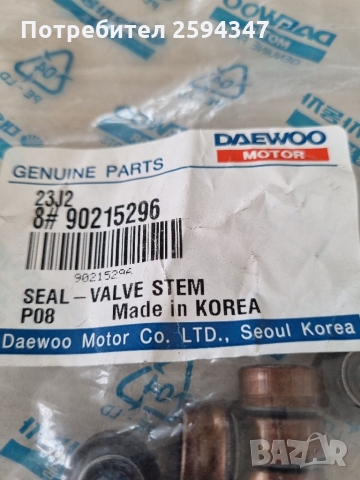 Потребител 2594347
DAEWOO
MOTOR
GENUINE PARTS
23J2
8# 90215296
90215296
SEAL-VALVE STEM
P08 Made in KOREA
Daewoo Motor Co. LTD., Seoul Korea
BAZAR